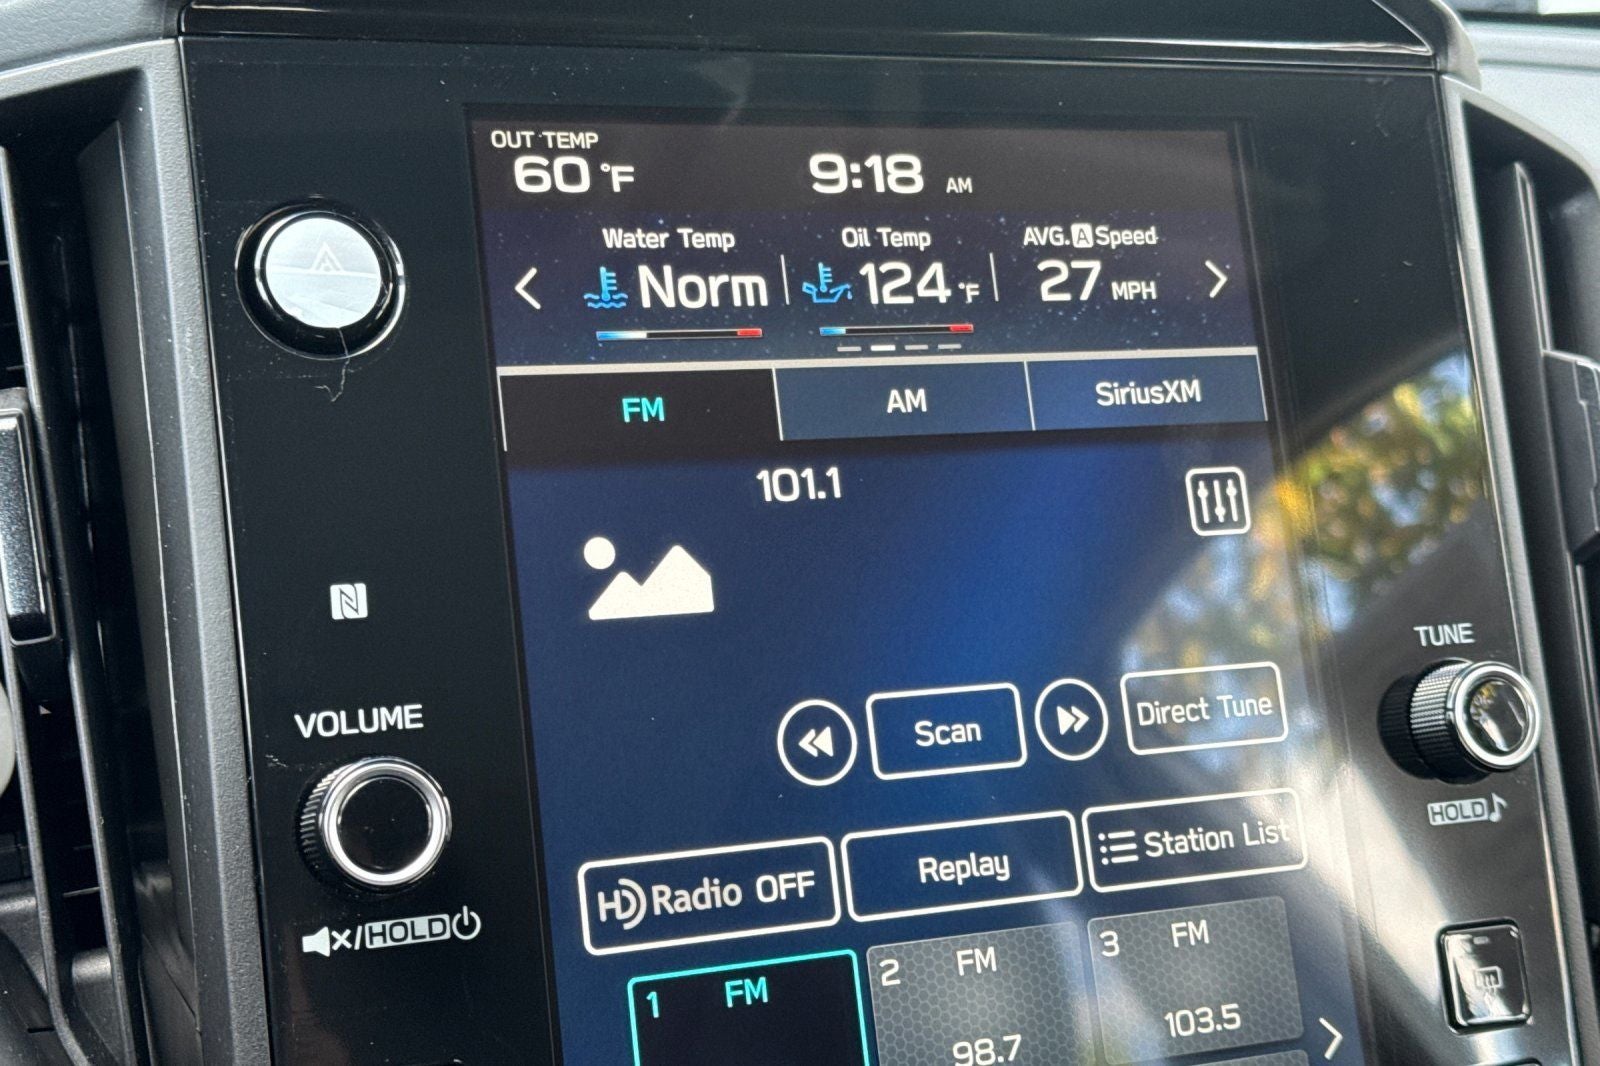 OUT TEMP
60 °F
9:18 AM
Water Temp
Norm
Oil Temp
124 °F
AVG. A Speed
27 MPH
FM
AM
SiriusXM
101.1
TUNE
VOLUME
Scan
Direct Tune
HOLD
HD Radio OFF
Replay
Station List
/HOLD
1 FM
2 FM
98.7
3 FM
103.5